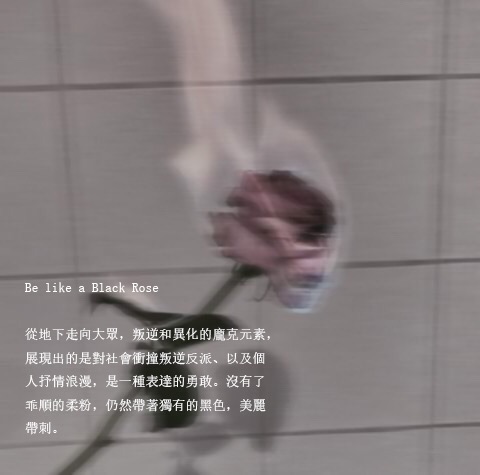 Be like a Black Rose
從地下走向大眾，叛逆和異化的龐克元素，
展現出的是對社會衝撞叛逆反派、以及個
人抒情浪漫，是一種表達的勇敢。沒有了
乖順的柔粉，仍然帶著獨有的黑色，美麗
帶刺。